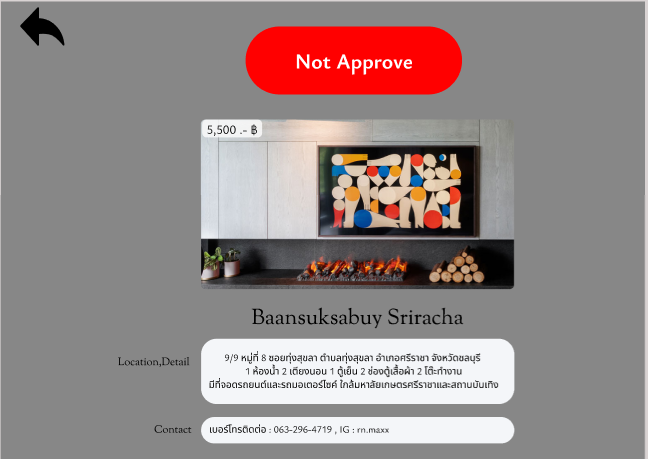 Not Approve
5,500 .- ฿
Baansuksabuy Sriracha
Location,Detail
9/9 หมู่ที่ 8 ซอยทุ่งสุขลา ตำบลทุ่งสุขลา อำเภอศรีราชา จังหวัดชลบุรี
1 ห้องน้ำ 2 เตียงนอน 1 ตู้เย็น 2 ช่องตู้เสื้อผ้า 2 โต๊ะทำงาน
มีที่จอดรถยนต์และรถมอเตอร์ไซค์ ใกล้มหาลัยเกษตรศรีราชาและสถานบันเทิง
Contact
เบอร์โทรติดต่อ : 063-296-4719 , IG : rn.maxx